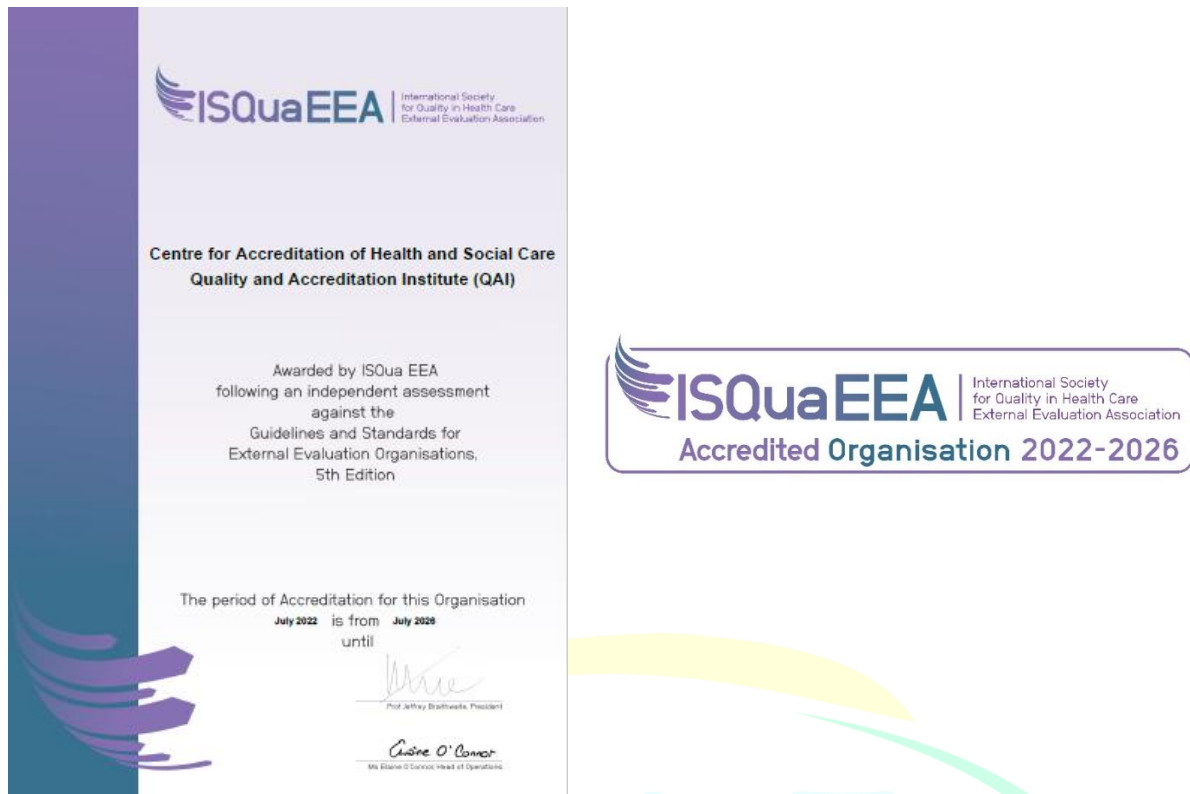 ISQuaEEA
International Society
for Quality in Health Care
External Evaluation Association
Centre for Accreditation of Health and Social Care
Quality and Accreditation Institute (QAI)
Awarded by ISQua EEA
following an independent assessment
against the
Guidelines and Standards for
External Evaluation Organisations,
5th Edition
The period of Accreditation for this Organisation
July 2022 is from July 2026
until
Prof Jeffrey Braithwaite, President
Elaine O'Connor
Ms Elaine O'Connor, Head of Operations
ISQuaEEA
International Society
for Quality in Health Care
External Evaluation Association
Accredited Organisation 2022-2026